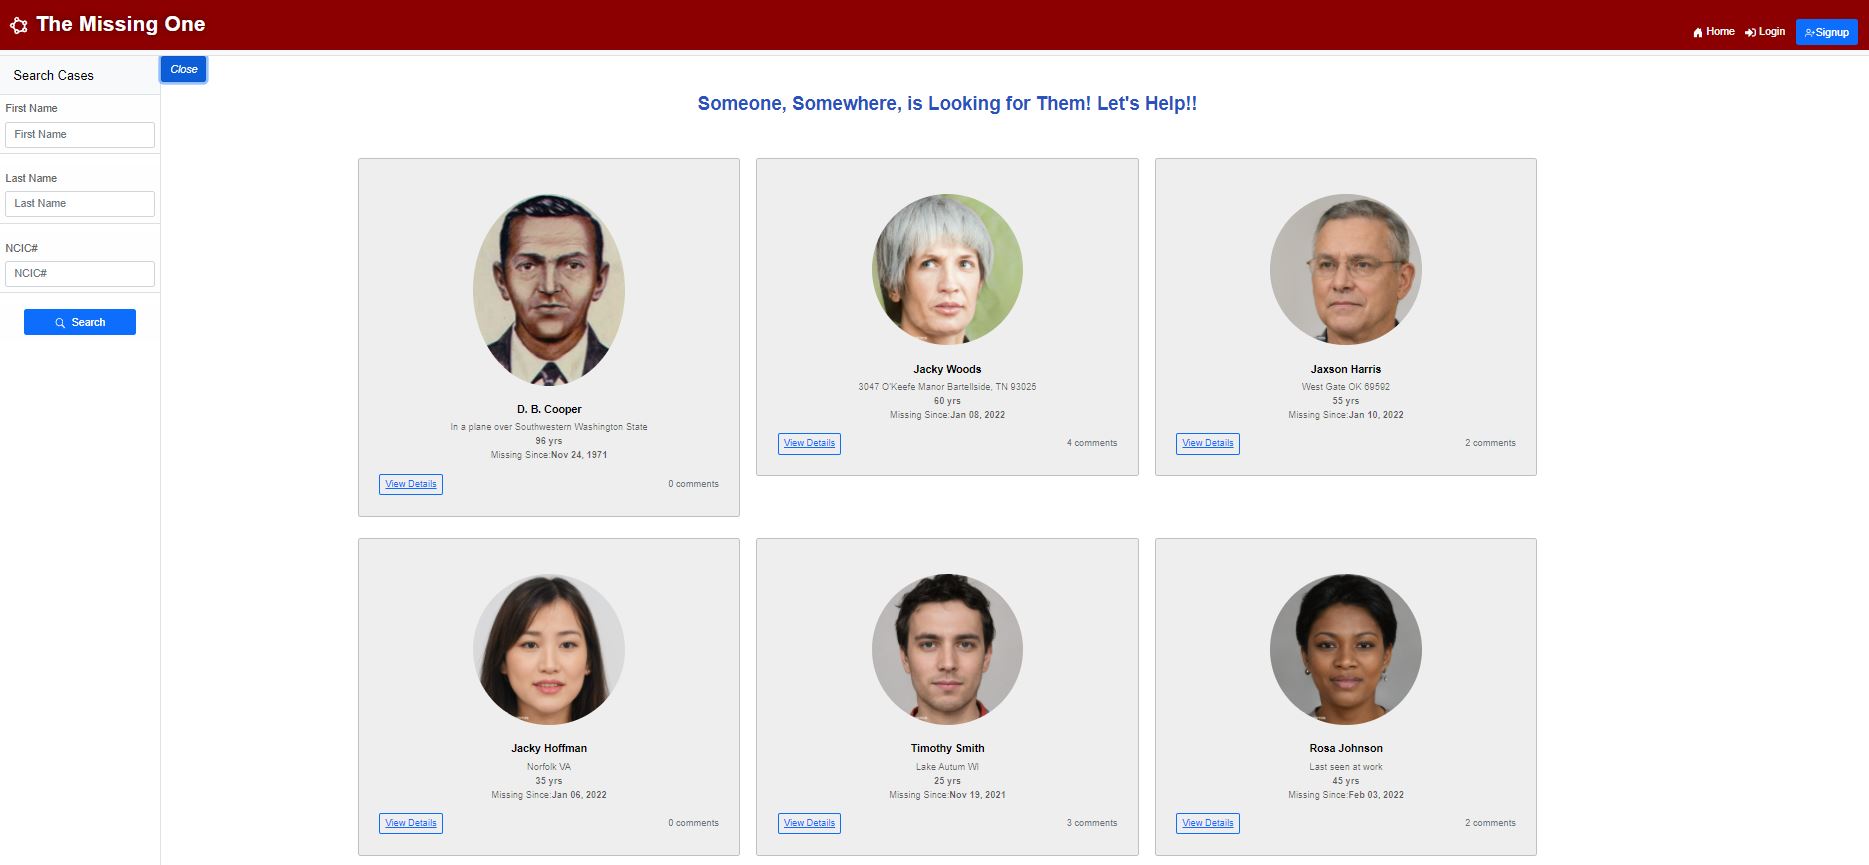 The Missing One
Home Login Signup
Search Cases
Close
First Name
First Name
Last Name
Last Name
NCIC#
NCIC#
Search
Someone, Somewhere, is Looking for Them! Let's Help!!
D. B. Cooper
In a plane over Southwestern Washington State
96 yrs
Missing Since:Nov 24, 1971
View Details 0 comments
Jacky Woods
3047 O'Keefe Manor Bartellside, TN 93025
60 yrs
Missing Since:Jan 08, 2022
View Details 4 comments
Jaxson Harris
West Gate OK 69592
55 yrs
Missing Since:Jan 10, 2022
View Details 2 comments
Jacky Hoffman
Norfolk VA
35 yrs
Missing Since:Jan 06, 2022
View Details 0 comments
Timothy Smith
Lake Autum WI
25 yrs
Missing Since:Nov 19, 2021
View Details 3 comments
Rosa Johnson
Last seen at work
45 yrs
Missing Since:Feb 03, 2022
View Details 2 comments